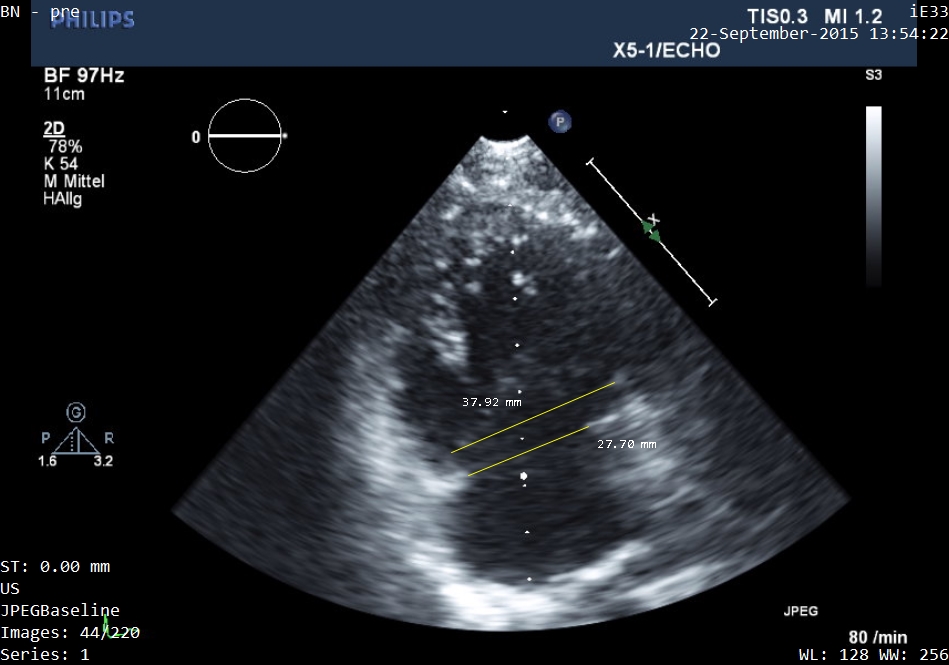 BN - pre
PHILIPS
TIS0.3 MI 1.2
iE33
22-September-2015 13:54:22
X5-1/ECHO
BF 97Hz
11cm
S3
P
2D
78%
K 54
M Mittel
HAllg
0
X
37.92 mm
27.70 mm
G
P R
1.6 3.2
ST: 0.00 mm
US
JPEGBaseline
Images: 44/220
Series: 1
JPEG
80 /min
WL: 128 WW: 256